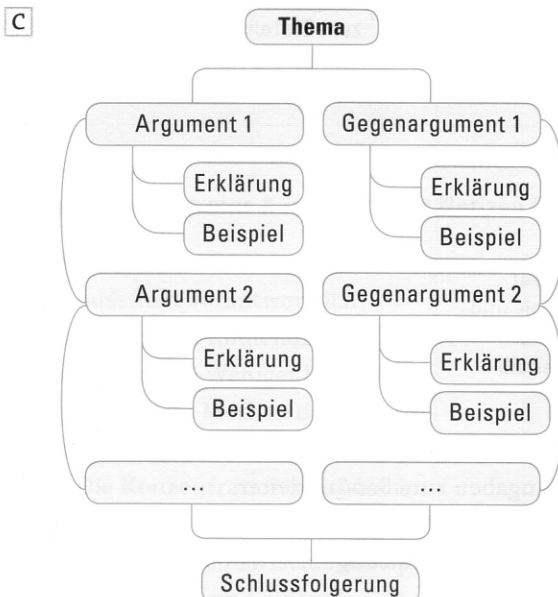 C
Thema
Argument 1 Gegenargument 1
Erklärung Erklärung
Beispiel Beispiel
Argument 2 Gegenargument 2
Erklärung Erklärung
Beispiel Beispiel
... ...
Schlussfolgerung